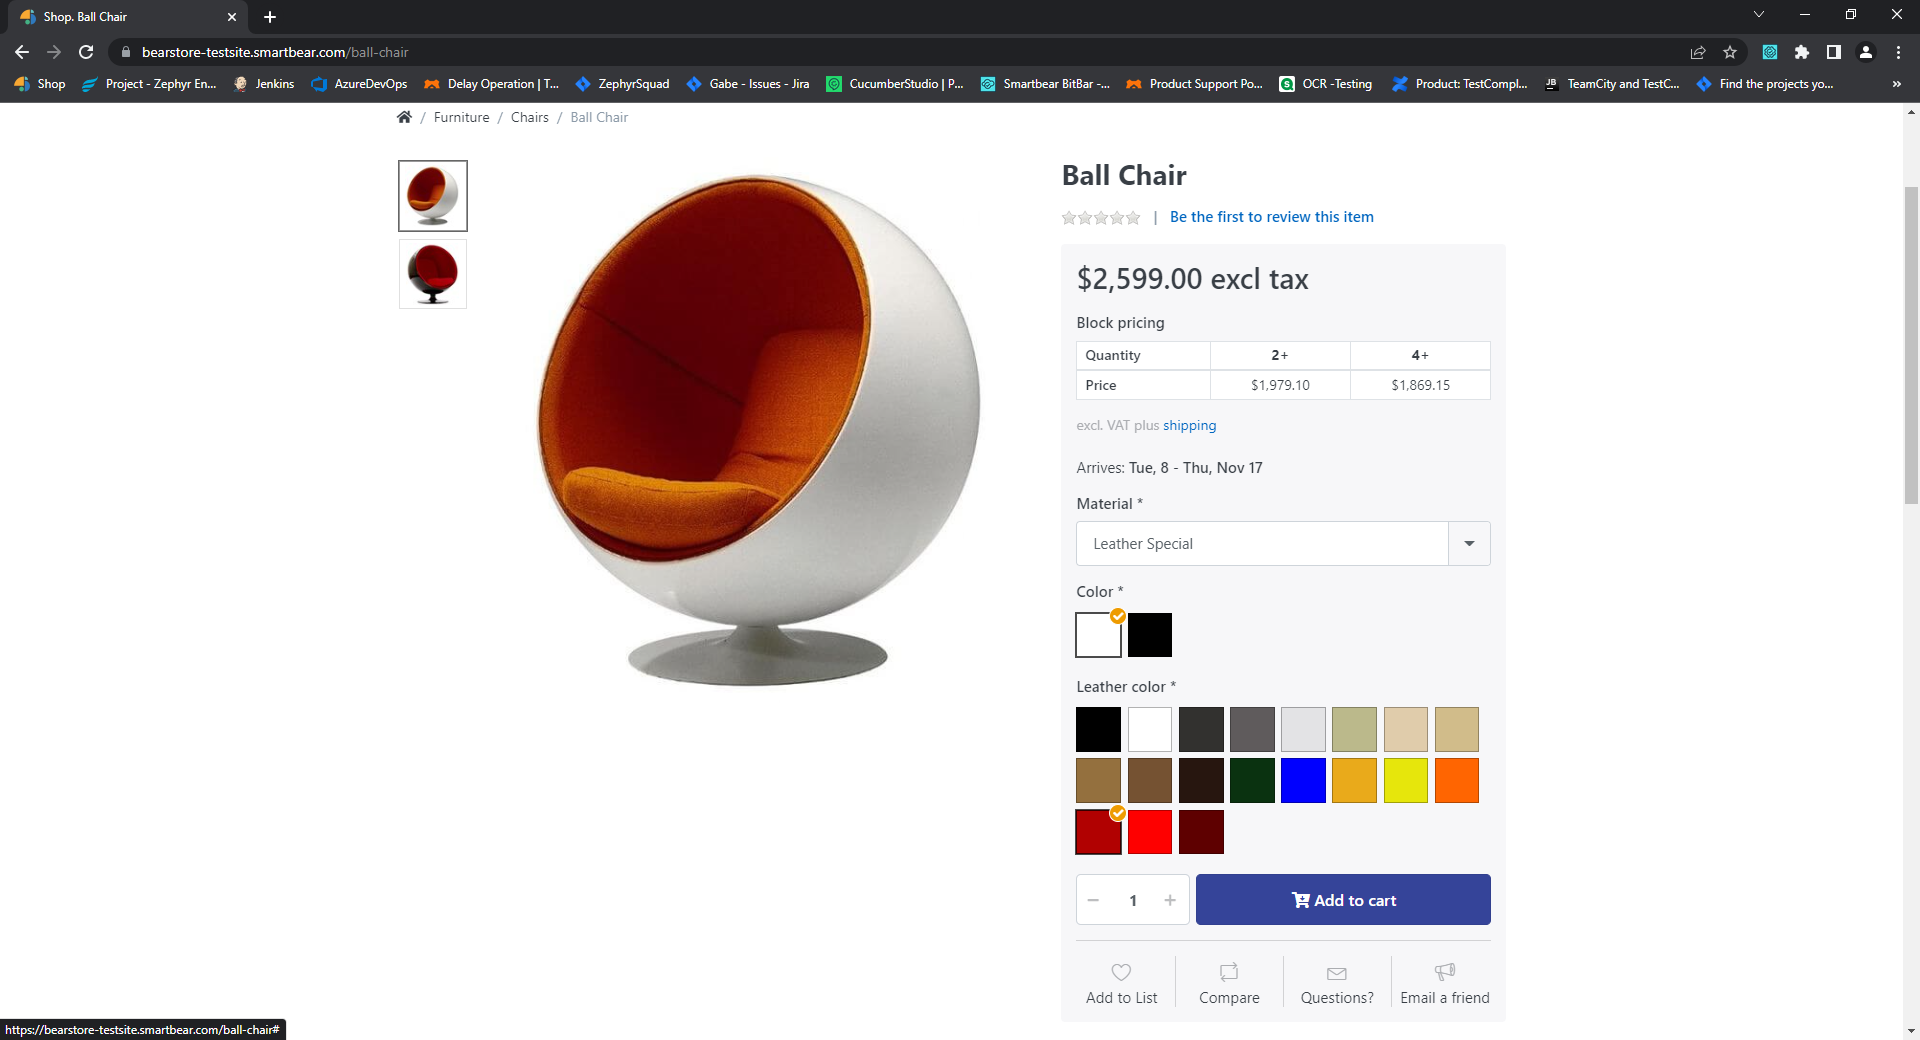 Shop. Ball Chair
bearstore-testsite.smartbear.com/ball-chair
Shop Project - Zephyr En... Jenkins AzureDevOps Delay Operation | T... ZephyrSquad Gabe - Issues - Jira CucumberStudio | P... Smartbear BitBar -... Product Support Po... OCR -Testing Product: TestCompl... TeamCity and TestC... Find the projects yo... »
/ Furniture / Chairs / Ball Chair
Ball Chair
| Be the first to review this item
$2,599.00 excl tax
Block pricing
Quantity 2+ 4+
Price $1,979.10 $1,869.15
excl. VAT plus shipping
Arrives: Tue, 8 - Thu, Nov 17
Material *
Leather Special
Color *
Leather color *
− 1 + Add to cart
Add to List Compare Questions? Email a friend
https://bearstore-testsite.smartbear.com/ball-chair#